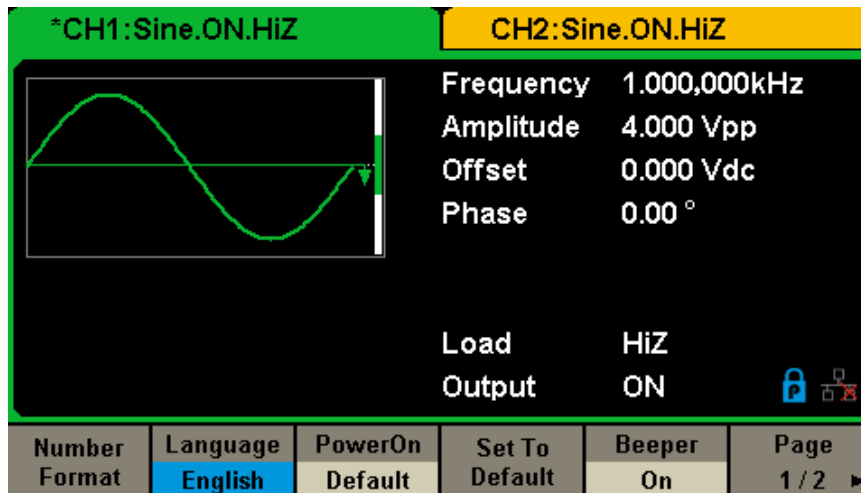 *CH1:Sine.ON.HiZ CH2:Sine.ON.HiZ
Frequency 1.000,000kHz
Amplitude 4.000 Vpp
Offset 0.000 Vdc
Phase 0.00 °
Load HiZ
Output ON
P
Number Format
Language English
PowerOn Default
Set To Default
Beeper On
Page 1/2